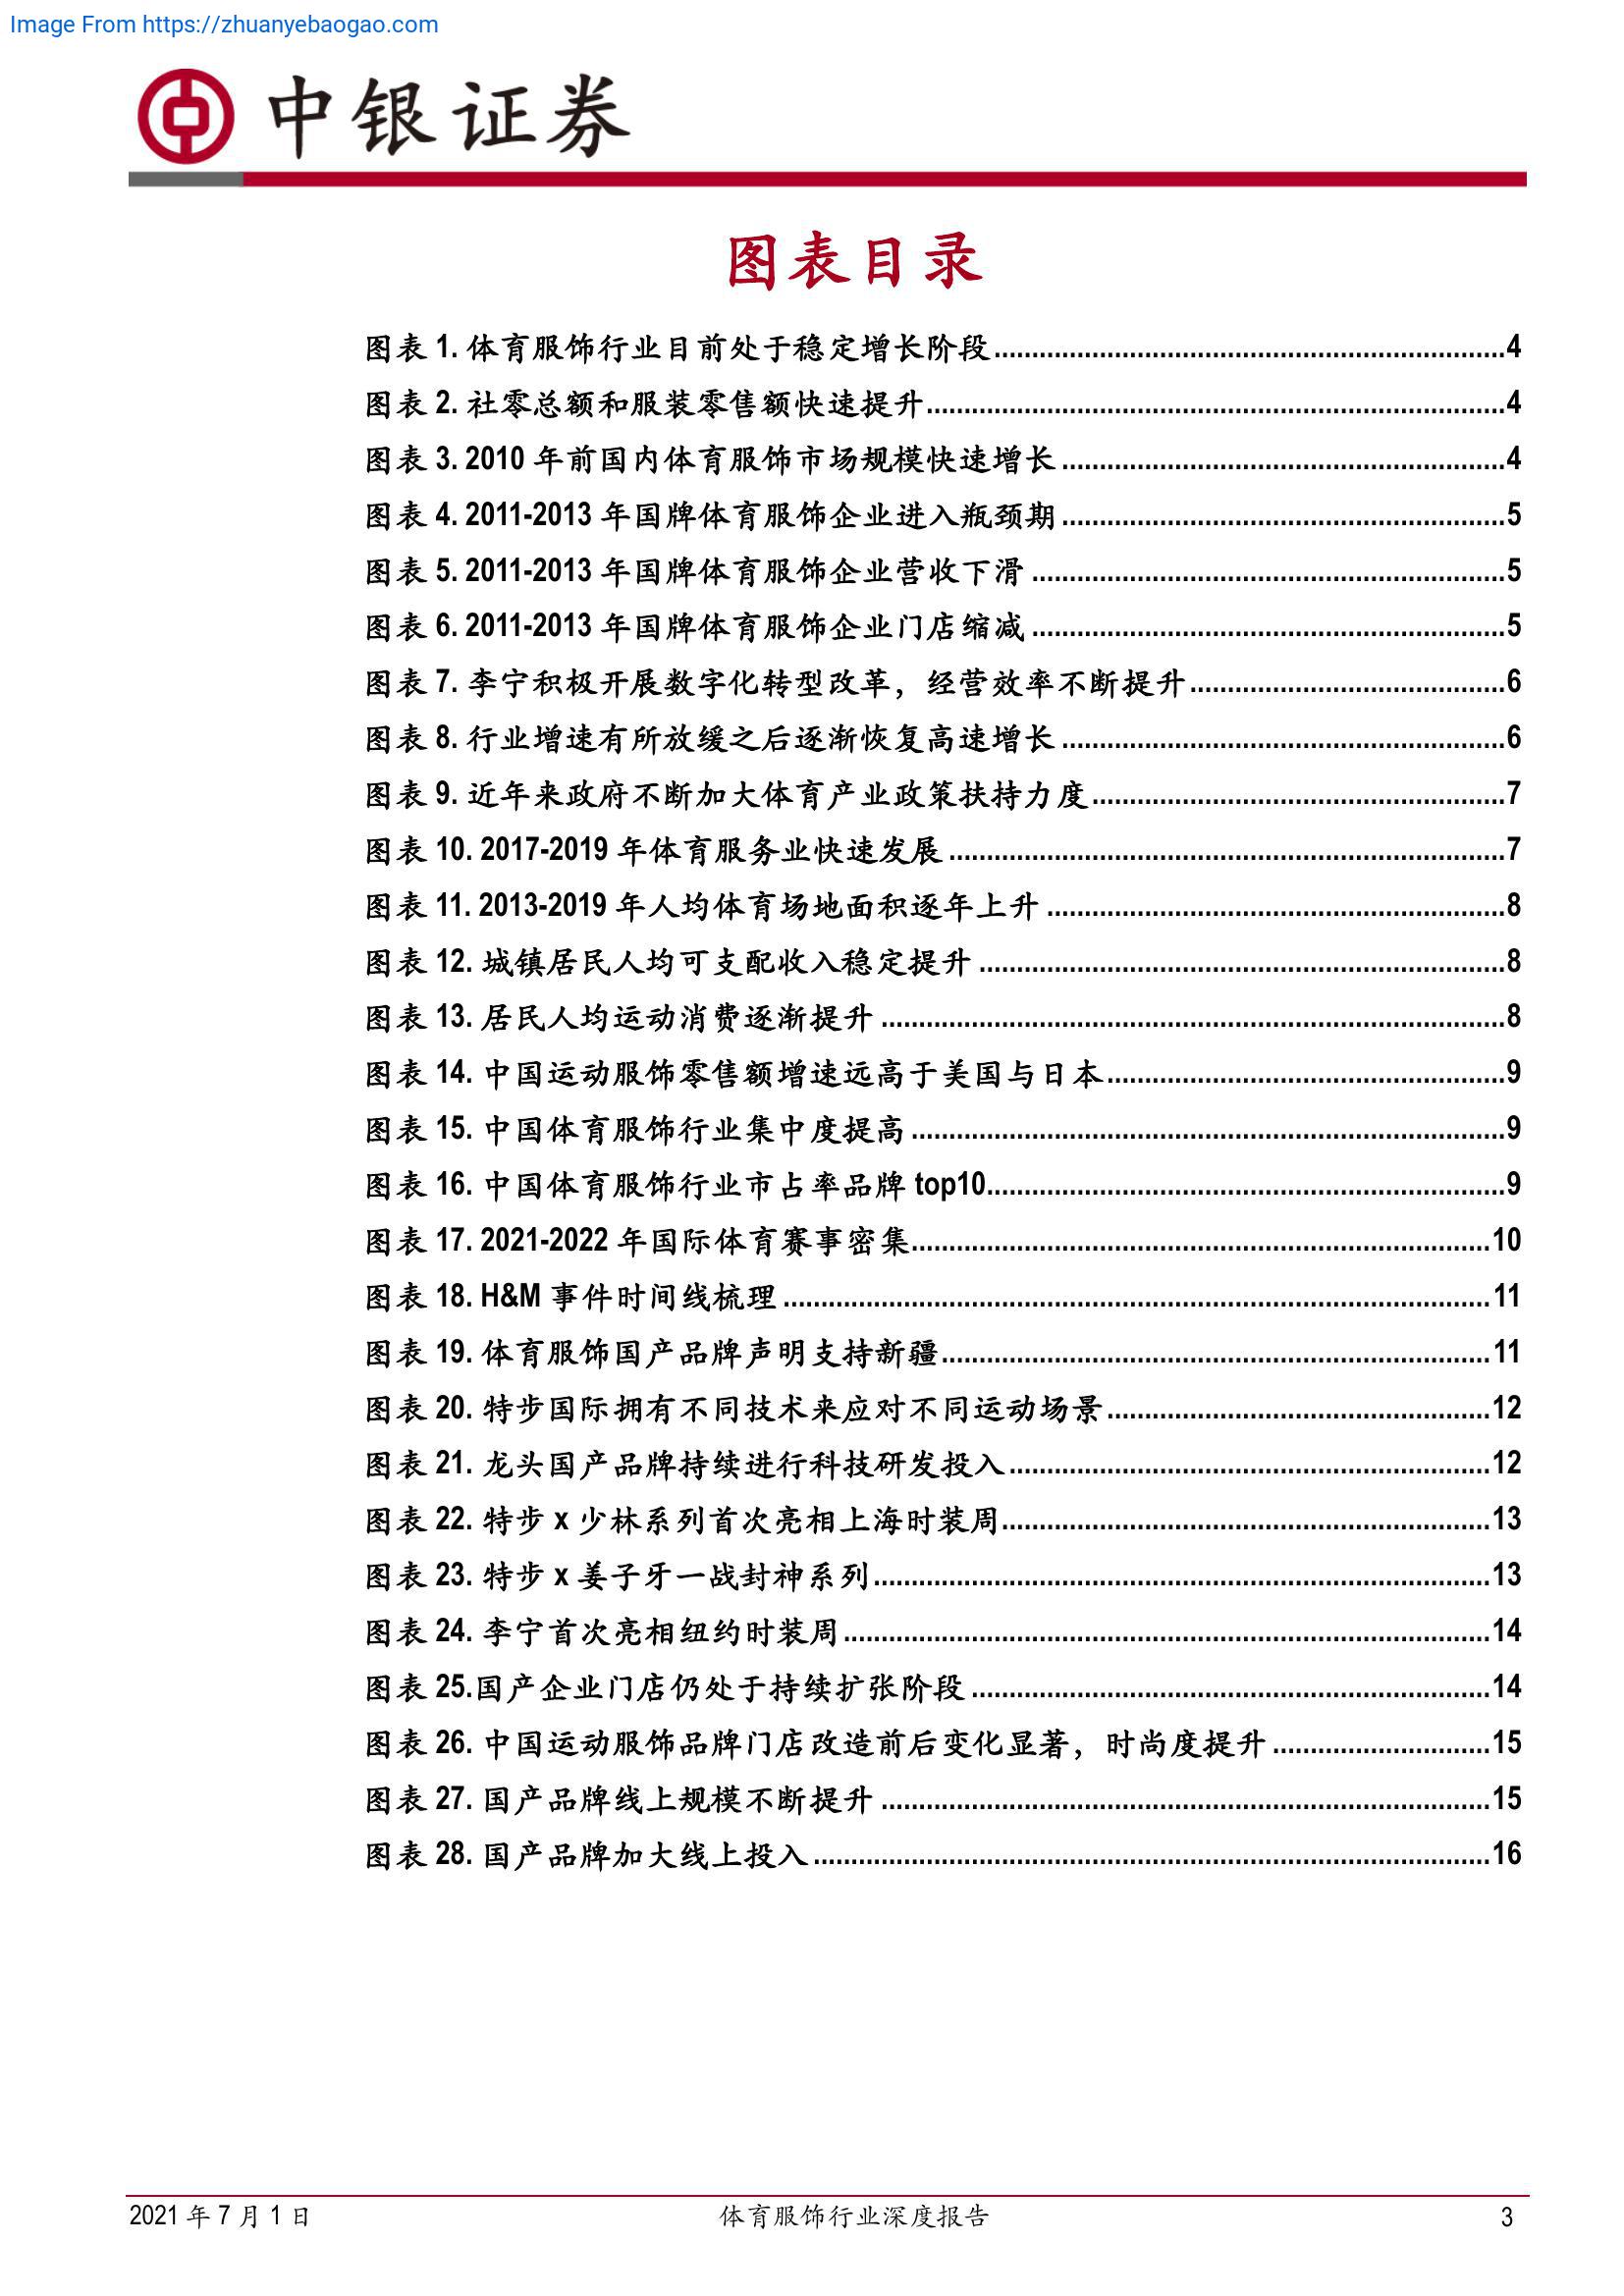 Image From https://zhuanyebaogao.com
中银证券
图表目录
图表 1. 体育服饰行业目前处于稳定增长阶段....................4
图表 2. 社零总额和服装零售额快速提升....................4
图表 3. 2010 年前国内体育服饰市场规模快速增长....................4
图表 4. 2011-2013 年国牌体育服饰企业进入瓶颈期....................5
图表 5. 2011-2013 年国牌体育服饰企业营收下滑....................5
图表 6. 2011-2013 年国牌体育服饰企业门店缩减....................5
图表 7. 李宁积极开展数字化转型改革，经营效率不断提升....................6
图表 8. 行业增速有所放缓之后逐渐恢复高速增长....................6
图表 9. 近年来政府不断加大体育产业政策扶持力度....................7
图表 10. 2017-2019 年体育服务业快速发展....................7
图表 11. 2013-2019 年人均体育场地面积逐年上升....................8
图表 12. 城镇居民人均可支配收入稳定提升....................8
图表 13. 居民人均运动消费逐渐提升....................8
图表 14. 中国运动服饰零售额增速远高于美国与日本....................9
图表 15. 中国体育服饰行业集中度提高....................9
图表 16. 中国体育服饰行业市占率品牌 top10....................9
图表 17. 2021-2022 年国际体育赛事密集....................10
图表 18. H&M 事件时间线梳理....................11
图表 19. 体育服饰国产品牌声明支持新疆....................11
图表 20. 特步国际拥有不同技术来应对不同运动场景....................12
图表 21. 龙头国产品牌持续进行科技研发投入....................12
图表 22. 特步 x 少林系列首次亮相上海时装周....................13
图表 23. 特步 x 姜子牙一战封神系列....................13
图表 24. 李宁首次亮相纽约时装周....................14
图表 25.国产企业门店仍处于持续扩张阶段....................14
图表 26. 中国运动服饰品牌门店改造前后变化显著，时尚度提升....................15
图表 27. 国产品牌线上规模不断提升....................15
图表 28. 国产品牌加大线上投入....................16
2021 年 7 月 1 日 体育服饰行业深度报告 3